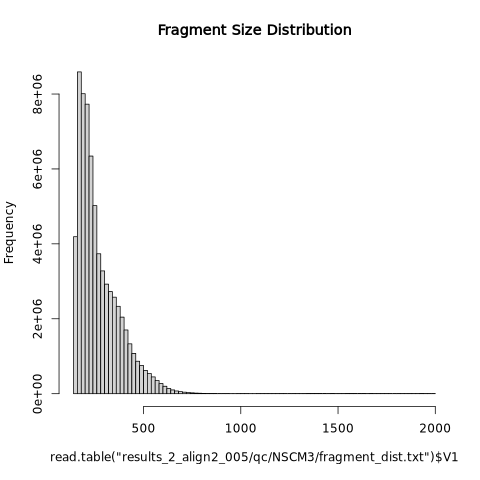 Fragment Size Distribution
Frequency
8e+06
6e+06
4e+06
2e+06
0e+00
500 1000 1500 2000
read.table("results_2_align2_005/qc/NSCM3/fragment_dist.txt")$V1